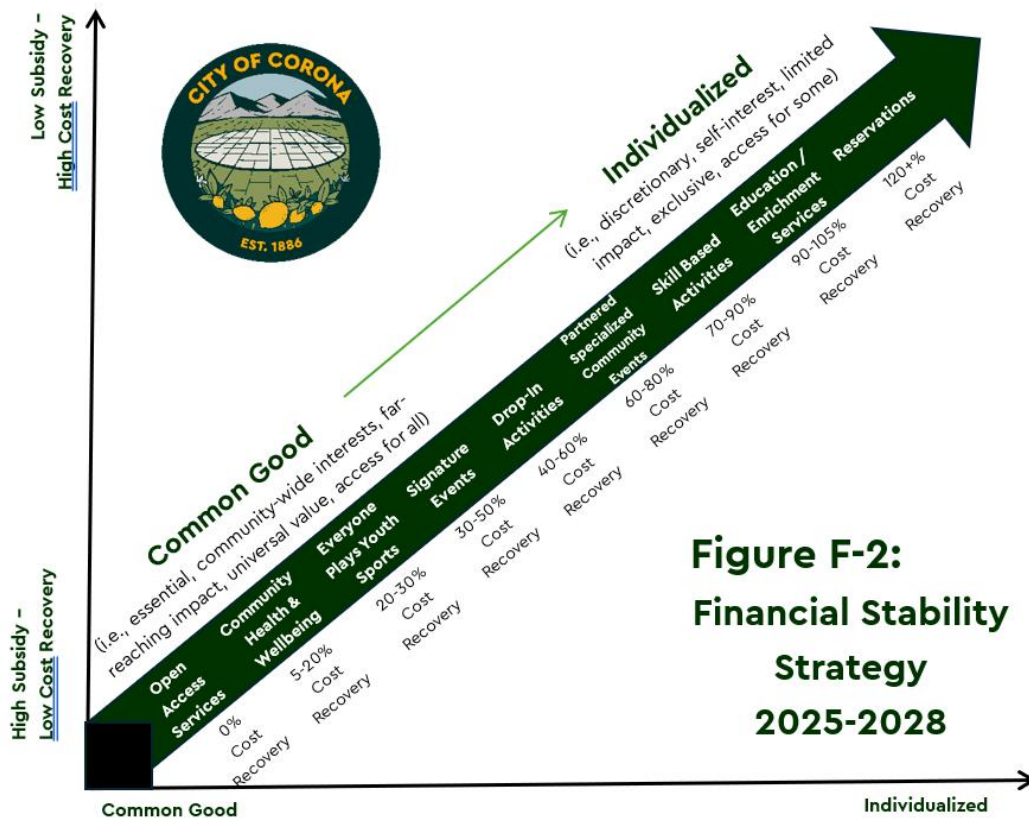 Low Subsidy –
High Cost Recovery
CITY OF CORONA
EST. 1886
Individualized
(i.e., discretionary, self-interest, limited
impact, exclusive, access for some)
Common Good
(i.e., essential, community-wide interests, far-
reaching impact, universal value, access for all)
Open
Access
Services
Community
Health &
Wellbeing
Everyone
Plays Youth
Sports
Signature
Events
Drop-In
Activities
Partnered
Specialized
Community
Events
Skill Based
Activities
Education /
Enrichment
Services
Reservations
0%
Cost
Recovery
5-20%
Cost
Recovery
20-30%
Cost
Recovery
30-50%
Cost
Recovery
40-60%
Cost
Recovery
60-80%
Cost
Recovery
70-90%
Cost
Recovery
90-105%
Cost
Recovery
120+%
Cost
Recovery
Figure F-2:
Financial Stability
Strategy
2025-2028
High Subsidy –
Low Cost Recovery
Common Good
Individualized